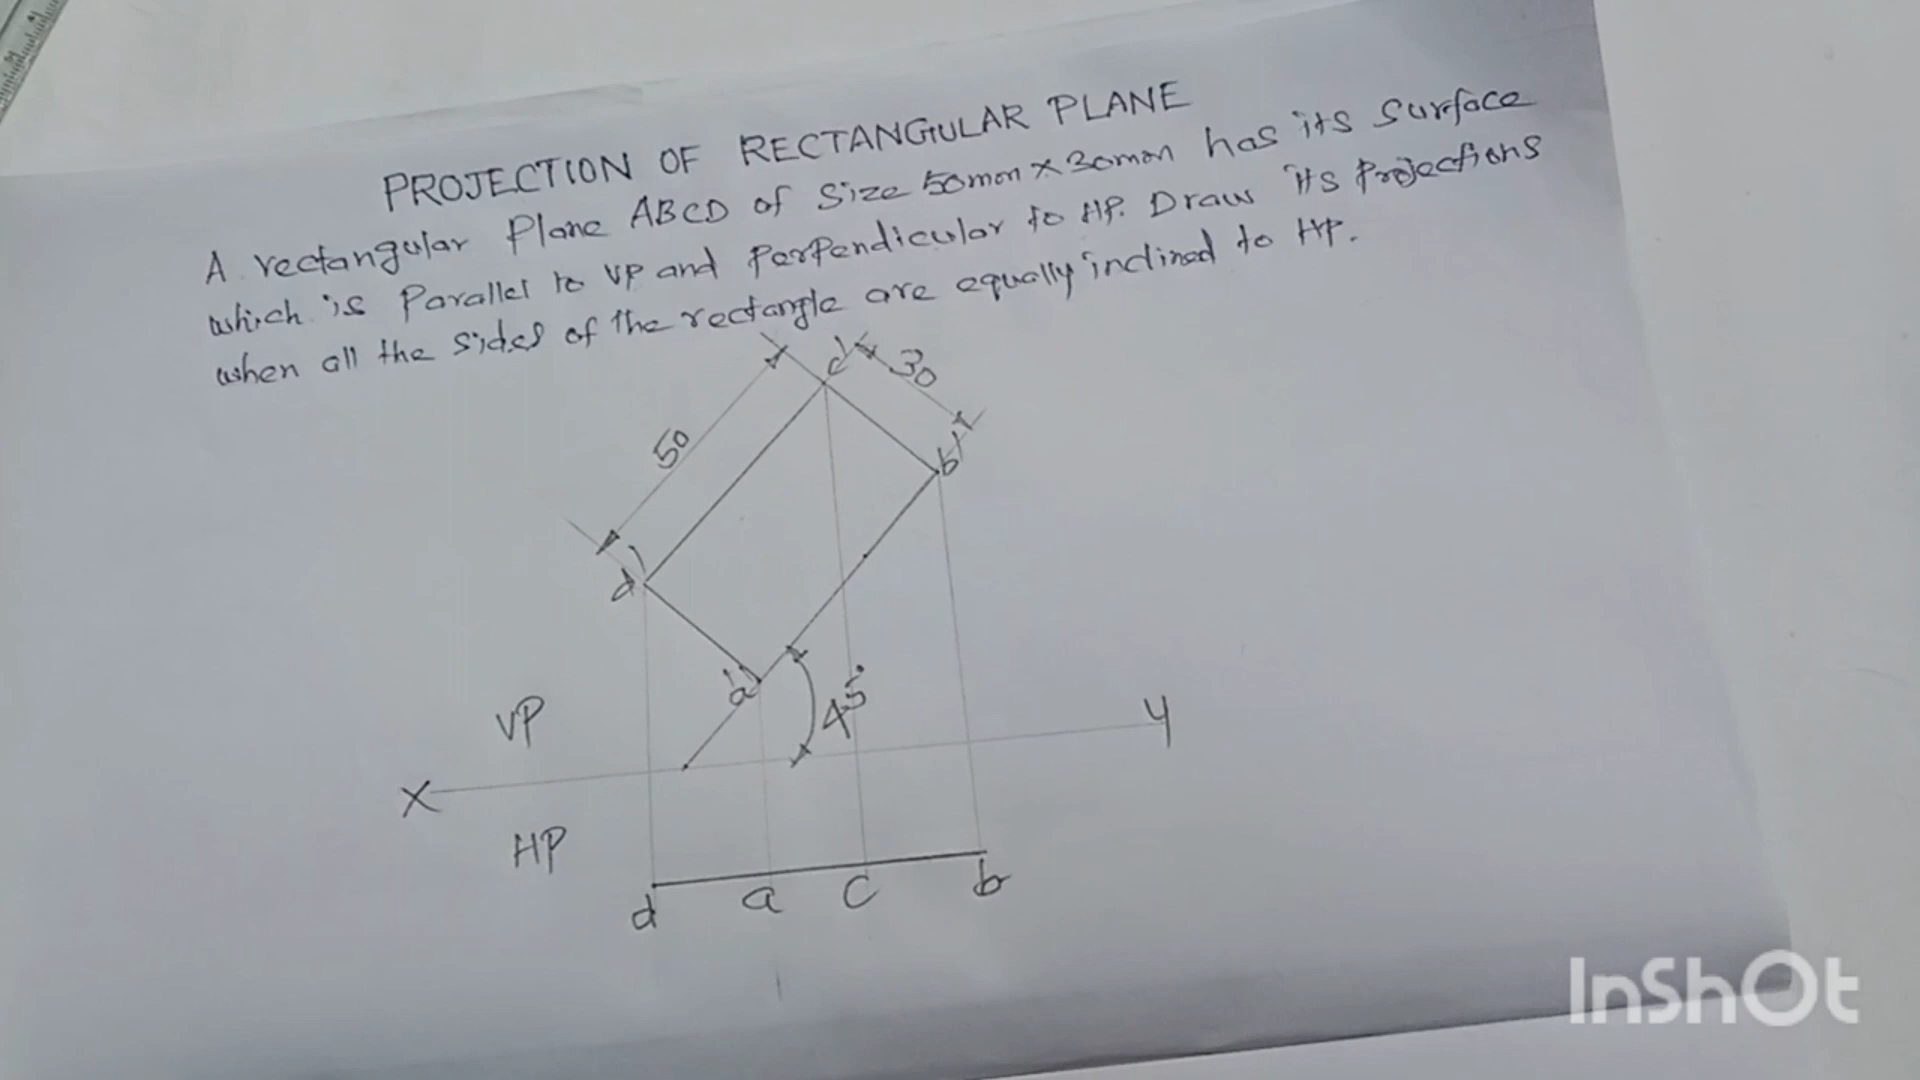 PROJECTION OF RECTANGULAR PLANE
A rectangular Plane ABCD of Size 50mm x 30mm has its Surface
which is Parallel to VP and Perpendicular to HP. Draw its Projections
when all the sides of the rectangle are equally inclined to HP.
c'
30
50
b'
d'
a'
45°
VP
X
Y
HP
d a c b
InShOt